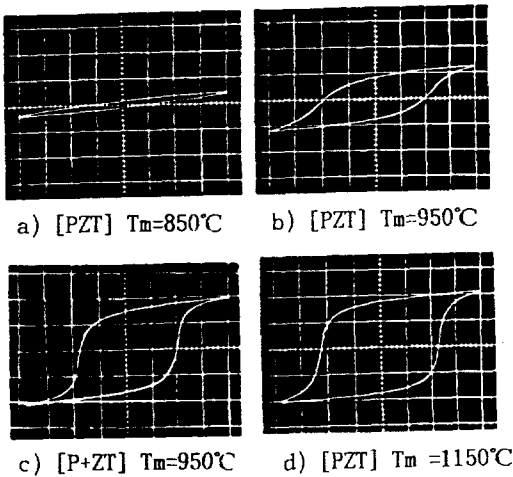 a) [PZT] Tm=850℃
b) [PZT] Tm=950℃
c) [P+ZT] Tm=950℃
d) [PZT] Tm =1150℃